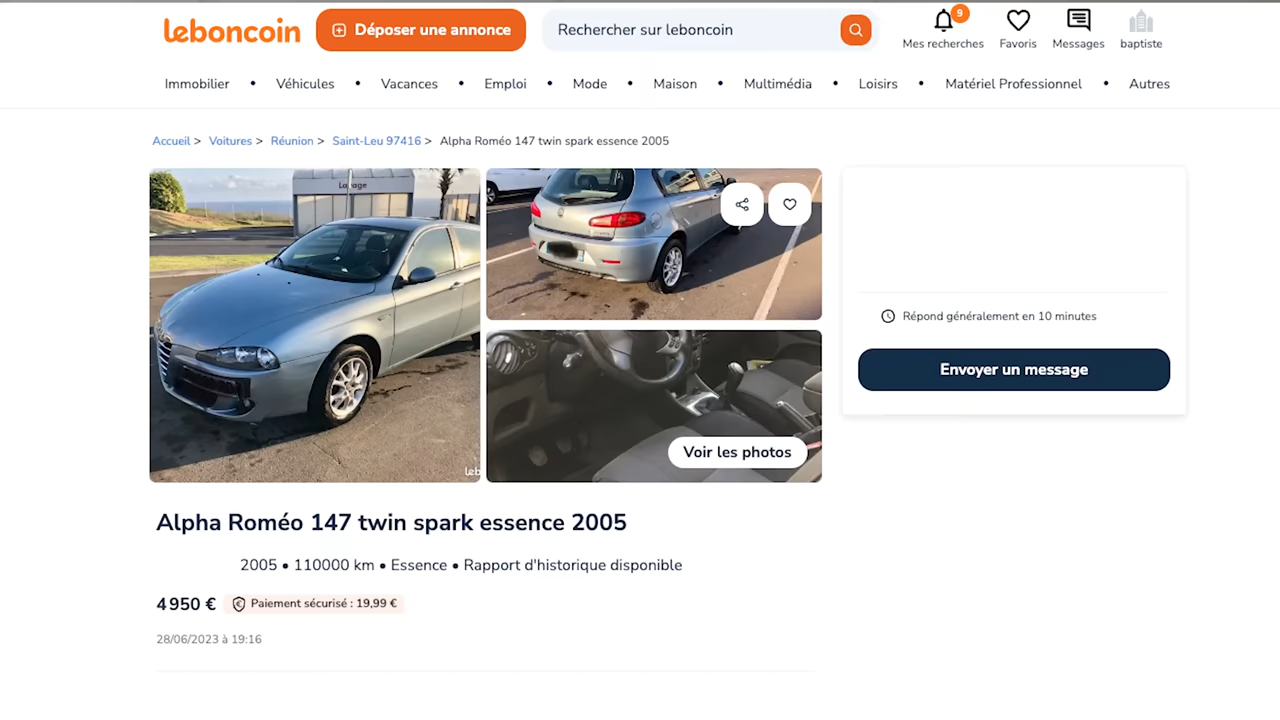 leboncoin
Déposer une annonce
Rechercher sur leboncoin
9
Mes recherches
Favoris
Messages
baptiste
Immobilier • Véhicules • Vacances • Emploi • Mode • Maison • Multimédia • Loisirs • Matériel Professionnel • Autres
Accueil > Voitures > Réunion > Saint-Leu 97416 > Alpha Roméo 147 twin spark essence 2005
Lavage
leb
Voir les photos
Répond généralement en 10 minutes
Envoyer un message
Alpha Roméo 147 twin spark essence 2005
2005 • 110000 km • Essence • Rapport d'historique disponible
4 950 €
Paiement sécurisé : 19,99 €
28/06/2023 à 19:16